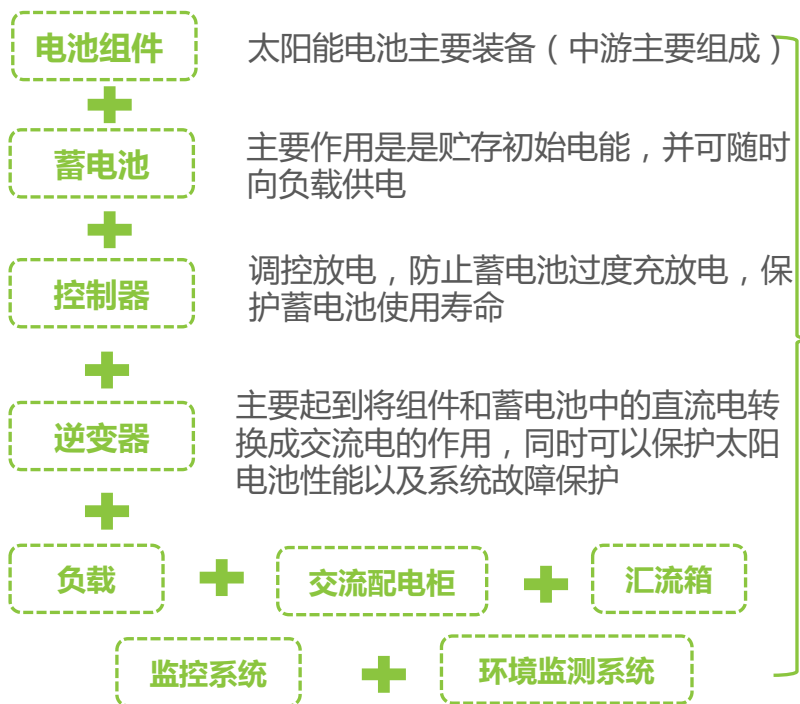 电池组件
太阳能电池主要装备（中游主要组成）
蓄电池
主要作用是是贮存初始电能，并可随时
向负载供电
控制器
调控放电，防止蓄电池过度充放电，保
护蓄电池使用寿命
逆变器
主要起到将组件和蓄电池中的直流电转
换成交流电的作用，同时可以保护太阳
电池性能以及系统故障保护
负载
交流配电柜
汇流箱
监控系统
环境监测系统